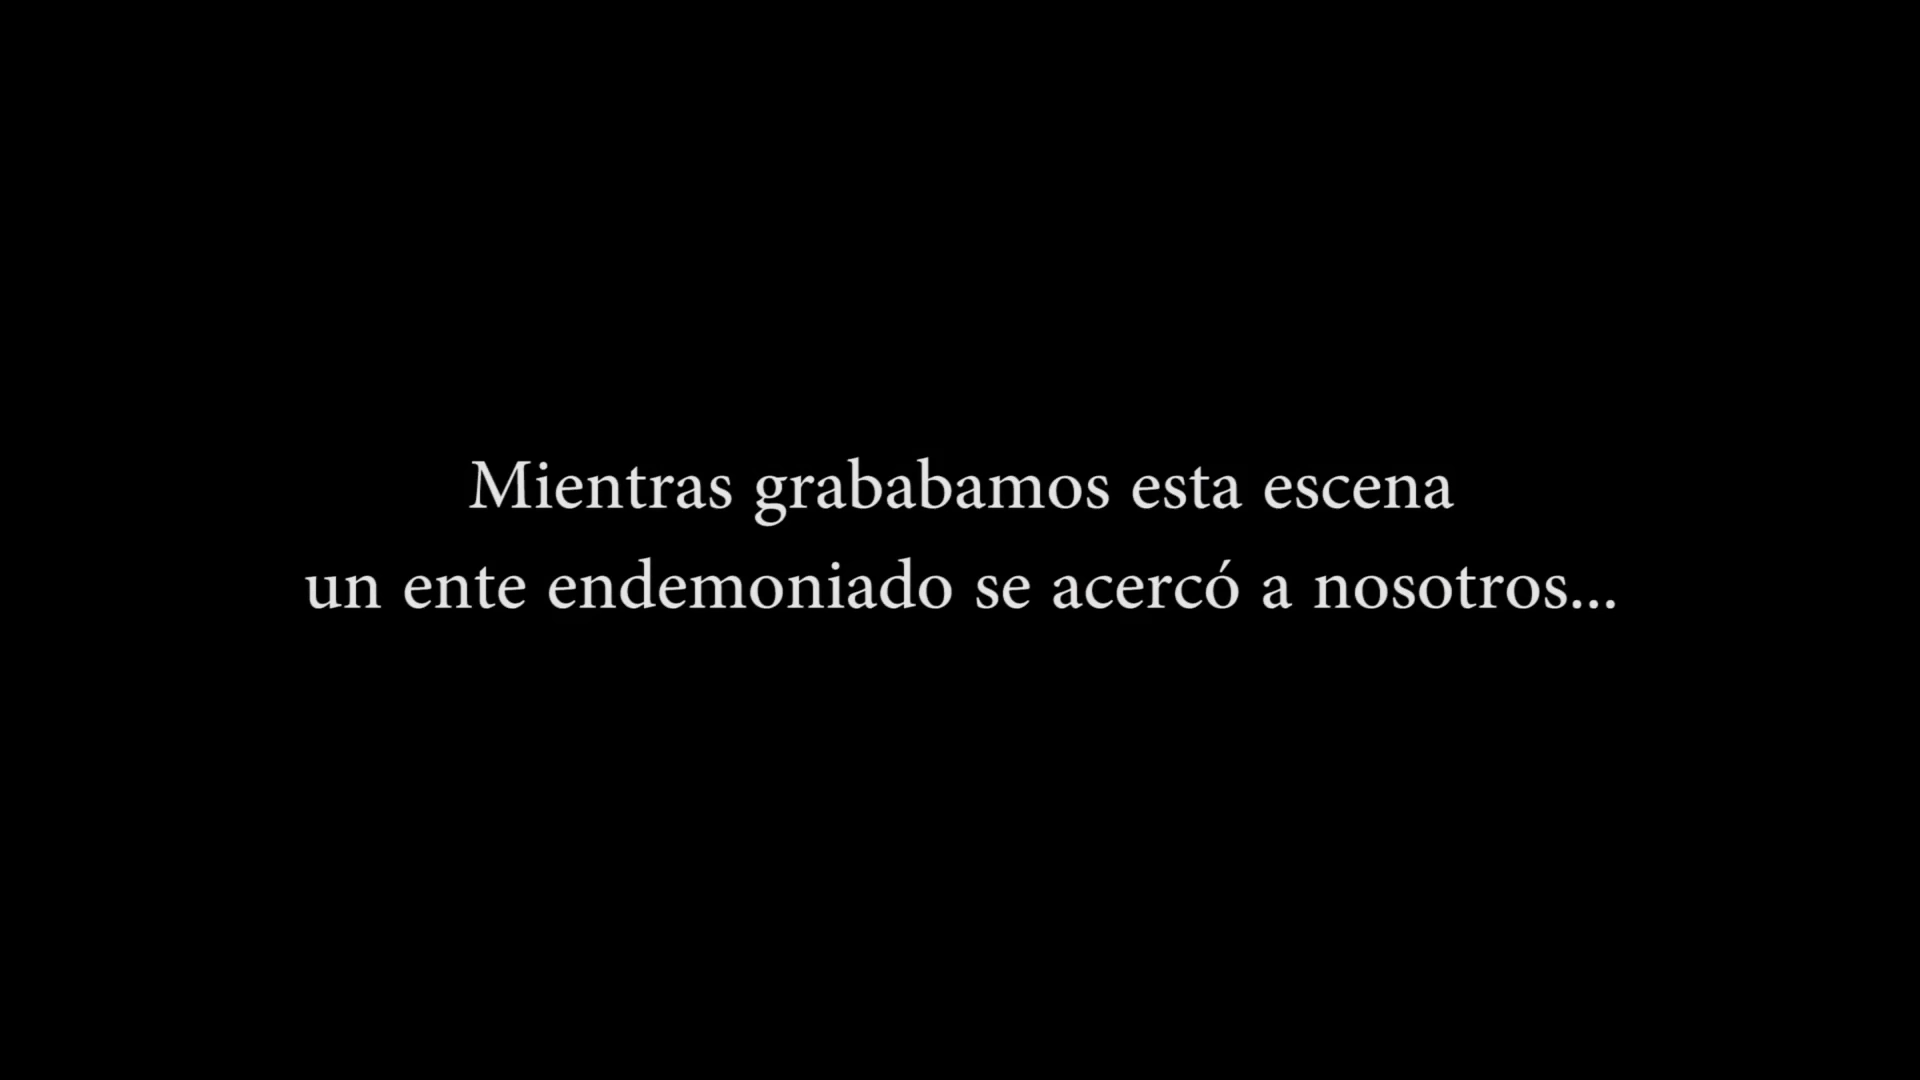 Mientras grababamos esta escena
un ente endemoniado se acercó a nosotros...